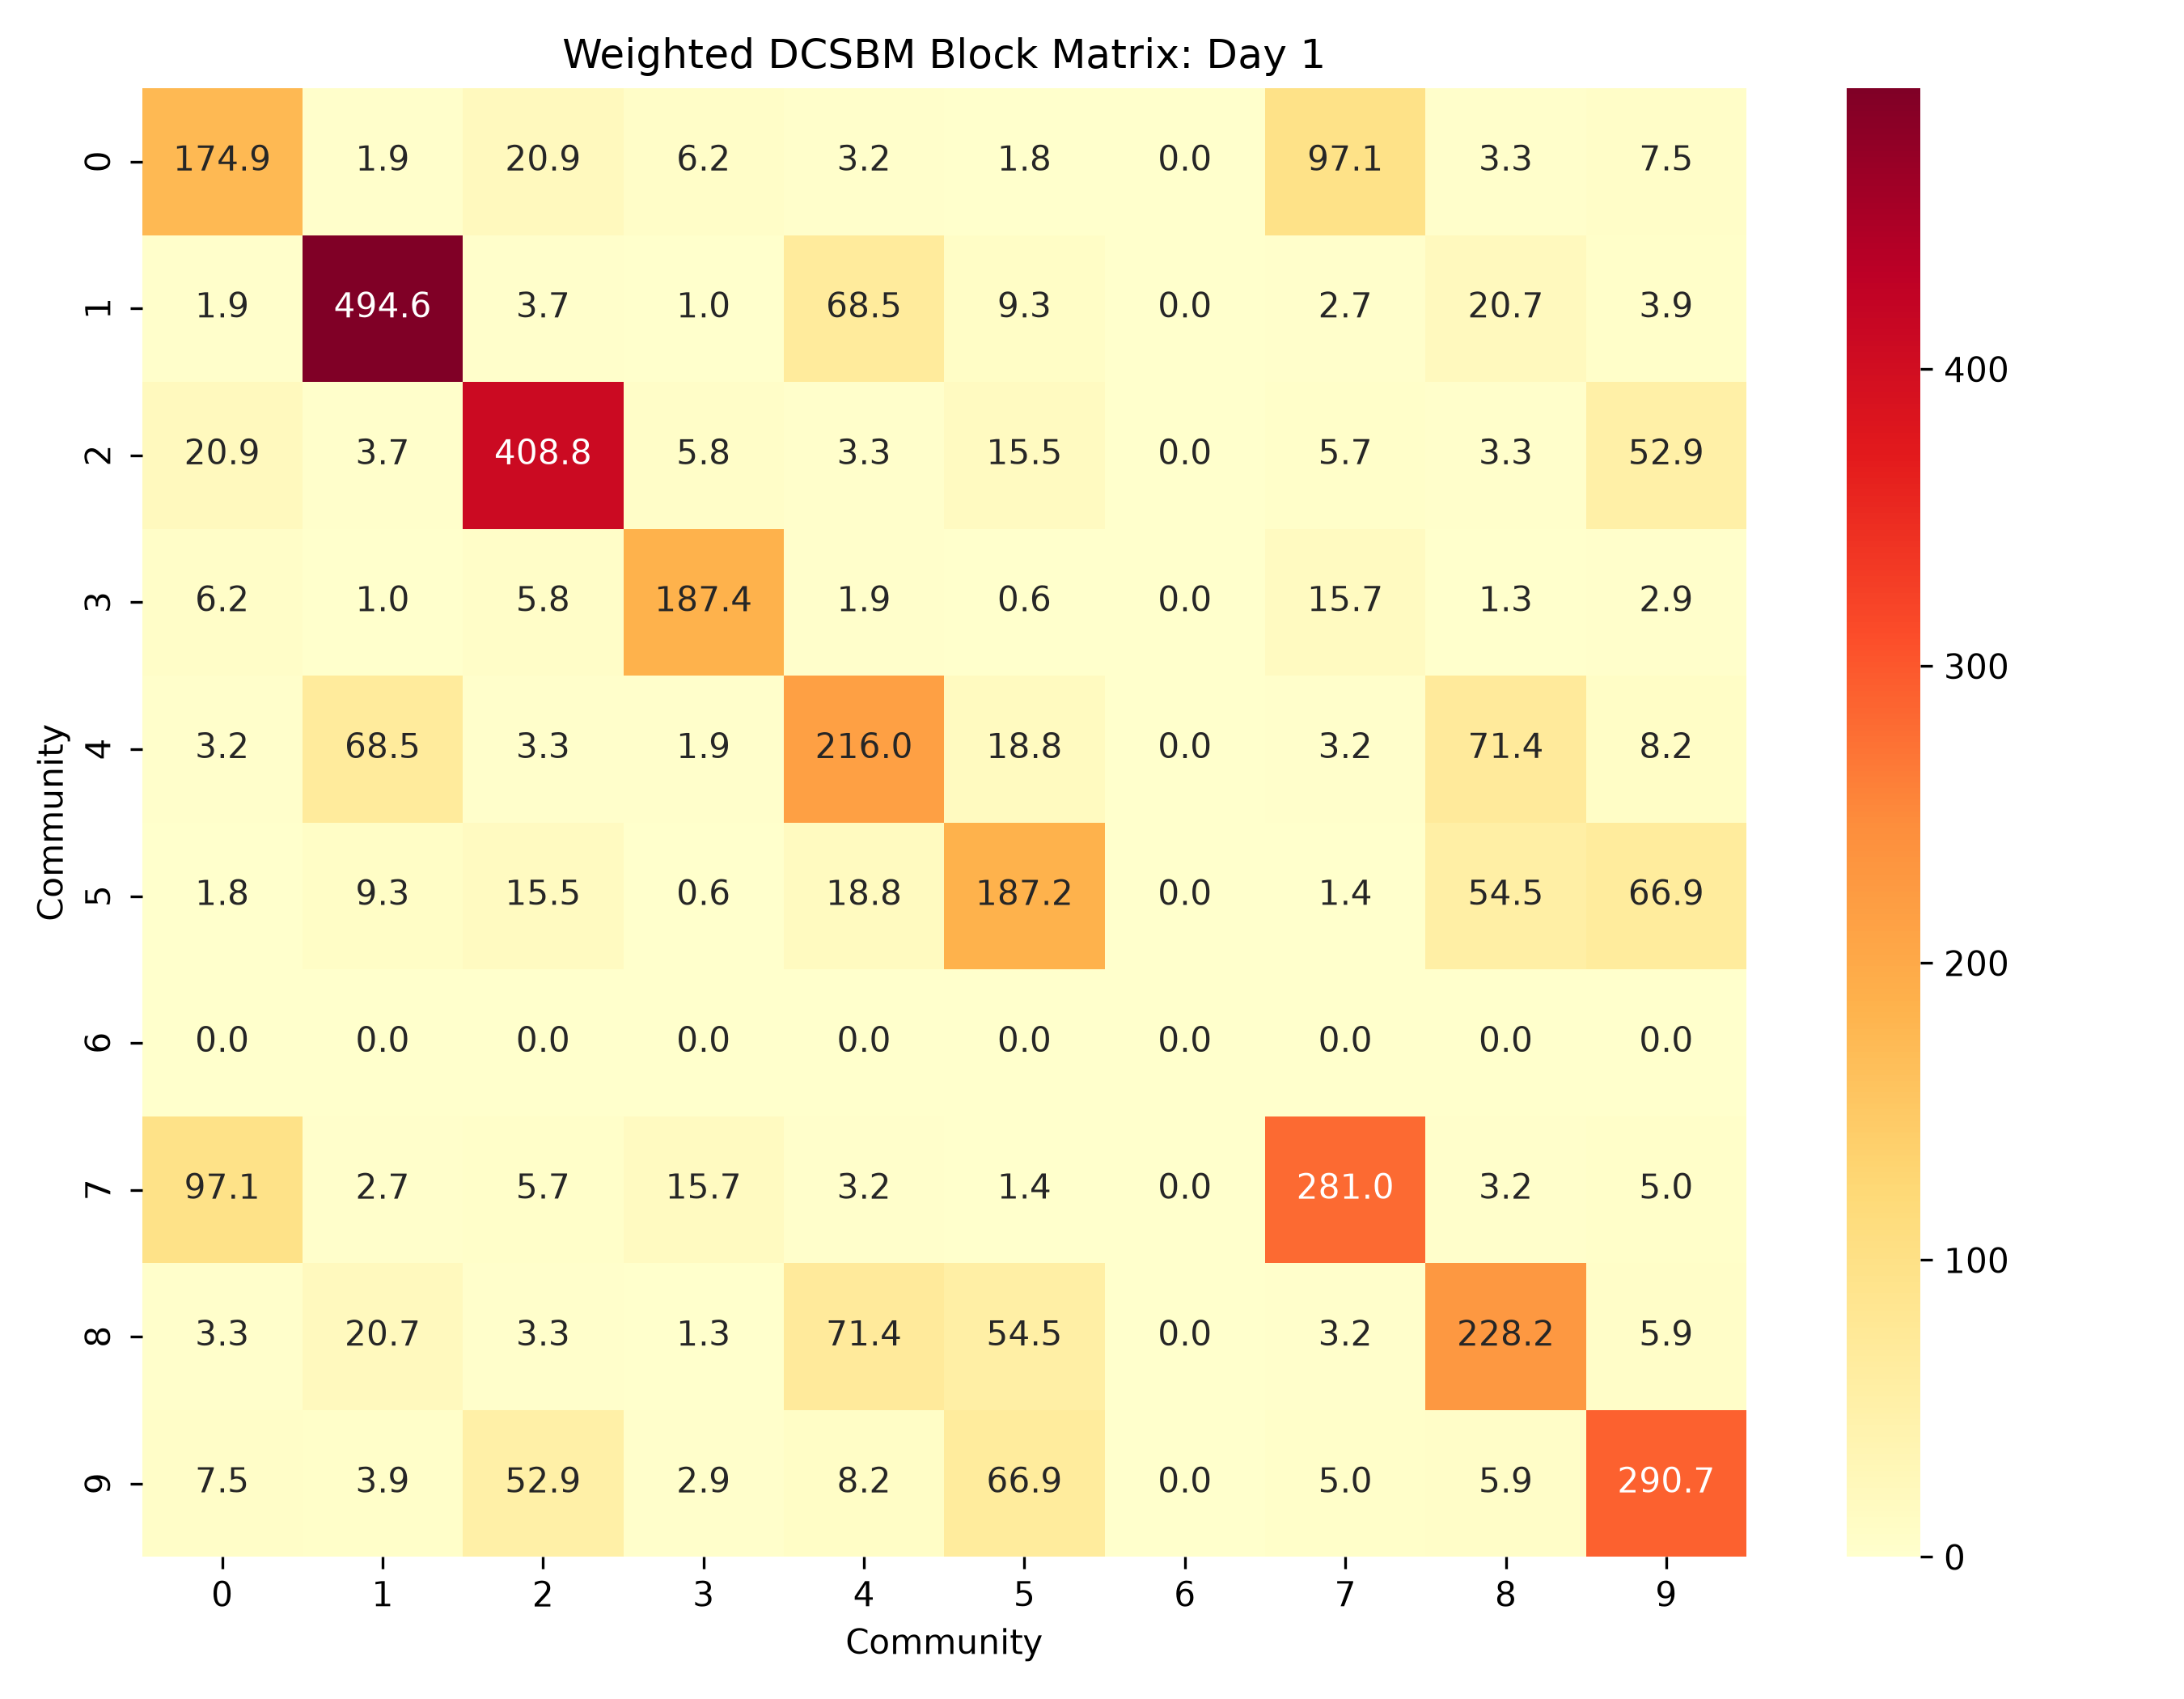 Weighted DCSBM Block Matrix: Day 1
0 174.9 1.9 20.9 6.2 3.2 1.8 0.0 97.1 3.3 7.5
1 1.9 494.6 3.7 1.0 68.5 9.3 0.0 2.7 20.7 3.9
2 20.9 3.7 408.8 5.8 3.3 15.5 0.0 5.7 3.3 52.9
3 6.2 1.0 5.8 187.4 1.9 0.6 0.0 15.7 1.3 2.9
4 3.2 68.5 3.3 1.9 216.0 18.8 0.0 3.2 71.4 8.2
5 1.8 9.3 15.5 0.6 18.8 187.2 0.0 1.4 54.5 66.9
6 0.0 0.0 0.0 0.0 0.0 0.0 0.0 0.0 0.0 0.0
7 97.1 2.7 5.7 15.7 3.2 1.4 0.0 281.0 3.2 5.0
8 3.3 20.7 3.3 1.3 71.4 54.5 0.0 3.2 228.2 5.9
9 7.5 3.9 52.9 2.9 8.2 66.9 0.0 5.0 5.9 290.7
0 1 2 3 4 5 6 7 8 9
Community
Community
400
300
200
100
0